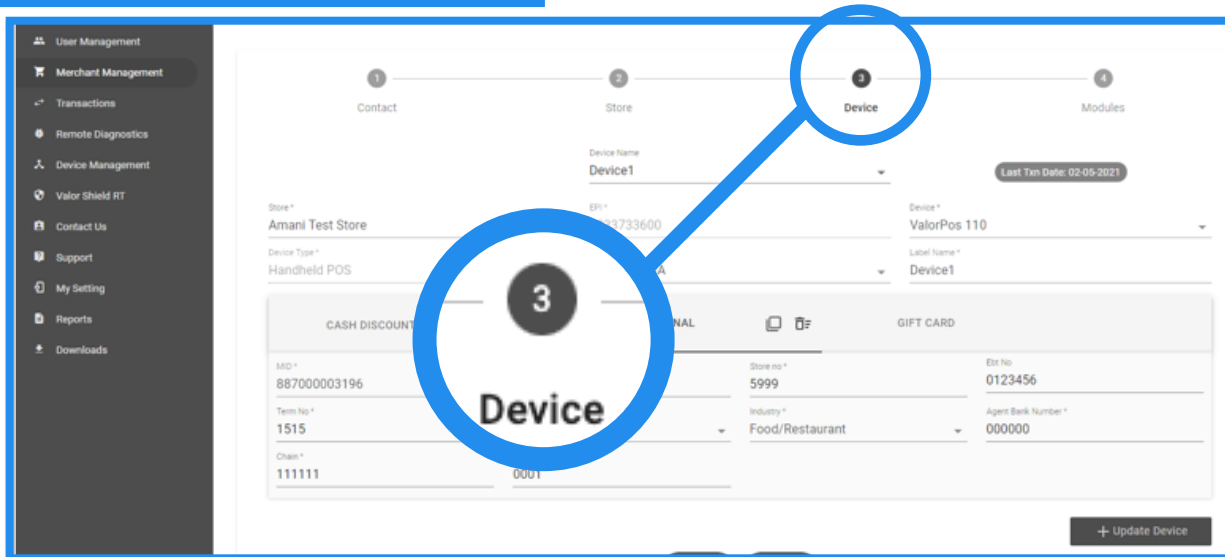 User Management
Merchant Management
Transactions
Remote Diagnostics
Device Management
Valor Shield RT
Contact Us
Support
My Setting
Reports
Downloads
1 2 3 4
Contact Store Device Modules
Device Name
Device1
Last Txn Date: 02-05-2021
Store * EPI * Device *
Amani Test Store 3733600 ValorPos 110
Device Type * Label Name *
Handheld POS A Device1
3
Device
CASH DISCOUNT NAL GIFT CARD
MID * Store no * Ebt No
887000003196 5999 0123456
Term No * Industry * Agent Bank Number *
1515 Food/Restaurant 000000
Chain *
111111 0001
+ Update Device